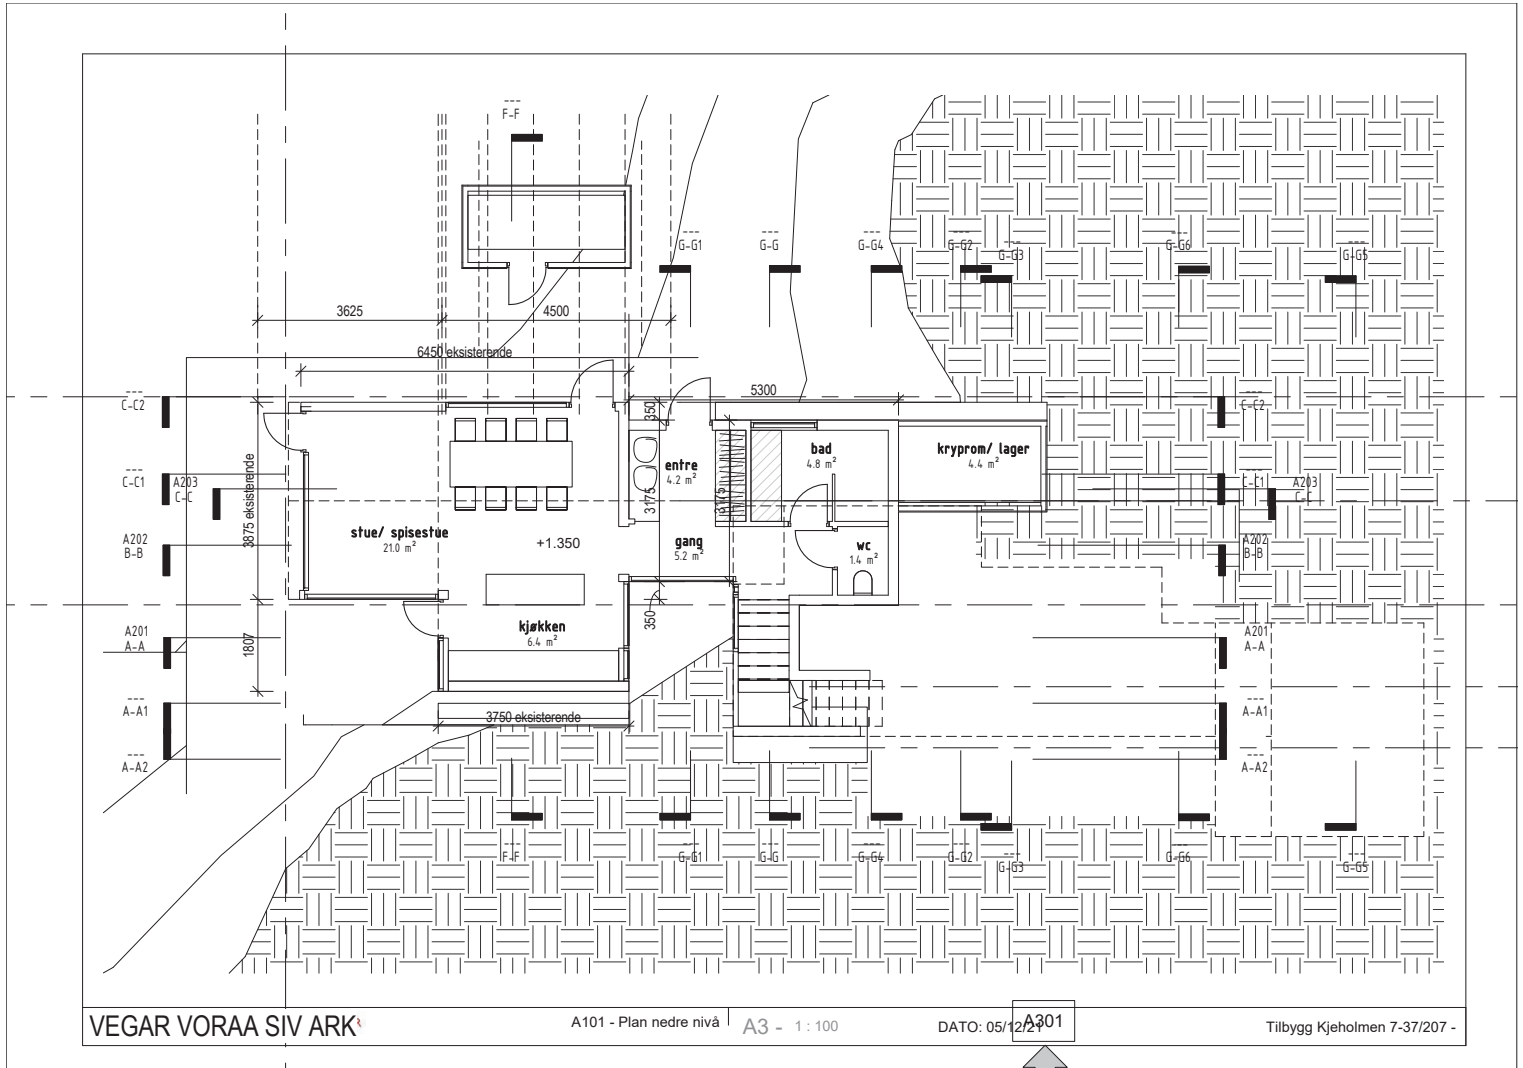 ---
F-F
---
G-G1
---
G-G
---
G-G4
---
G-G2
---
G-G3
---
G-G6
---
G-G5
3625
4500
6450 eksisterende
5300
---
C-C2
---
C-C1
A203
C-C
A202
B-B
A201
A-A
---
A-A1
---
A-A2
3875 eksisterende
1807
350
3175
3175
350
entre
4.2 m²
bad
4.8 m²
kryprom/ lager
4.4 m²
stue/ spisestue
21.0 m²
+1.350
gang
5.2 m²
wc
1.4 m²
kjøkken
6.4 m²
3750 eksisterende
---
C-C2
---
C-C1
A203
C-C
A202
B-B
A201
A-A
---
A-A1
---
A-A2
---
F-F
---
G-G1
---
G-G
---
G-G4
---
G-G2
---
G-G3
---
G-G6
---
G-G5
VEGAR VORAA SIV ARK
A101 - Plan nedre nivå
A3 - 1 : 100
DATO: 05/12/21
A301
Tilbygg Kjeholmen 7-37/207 -